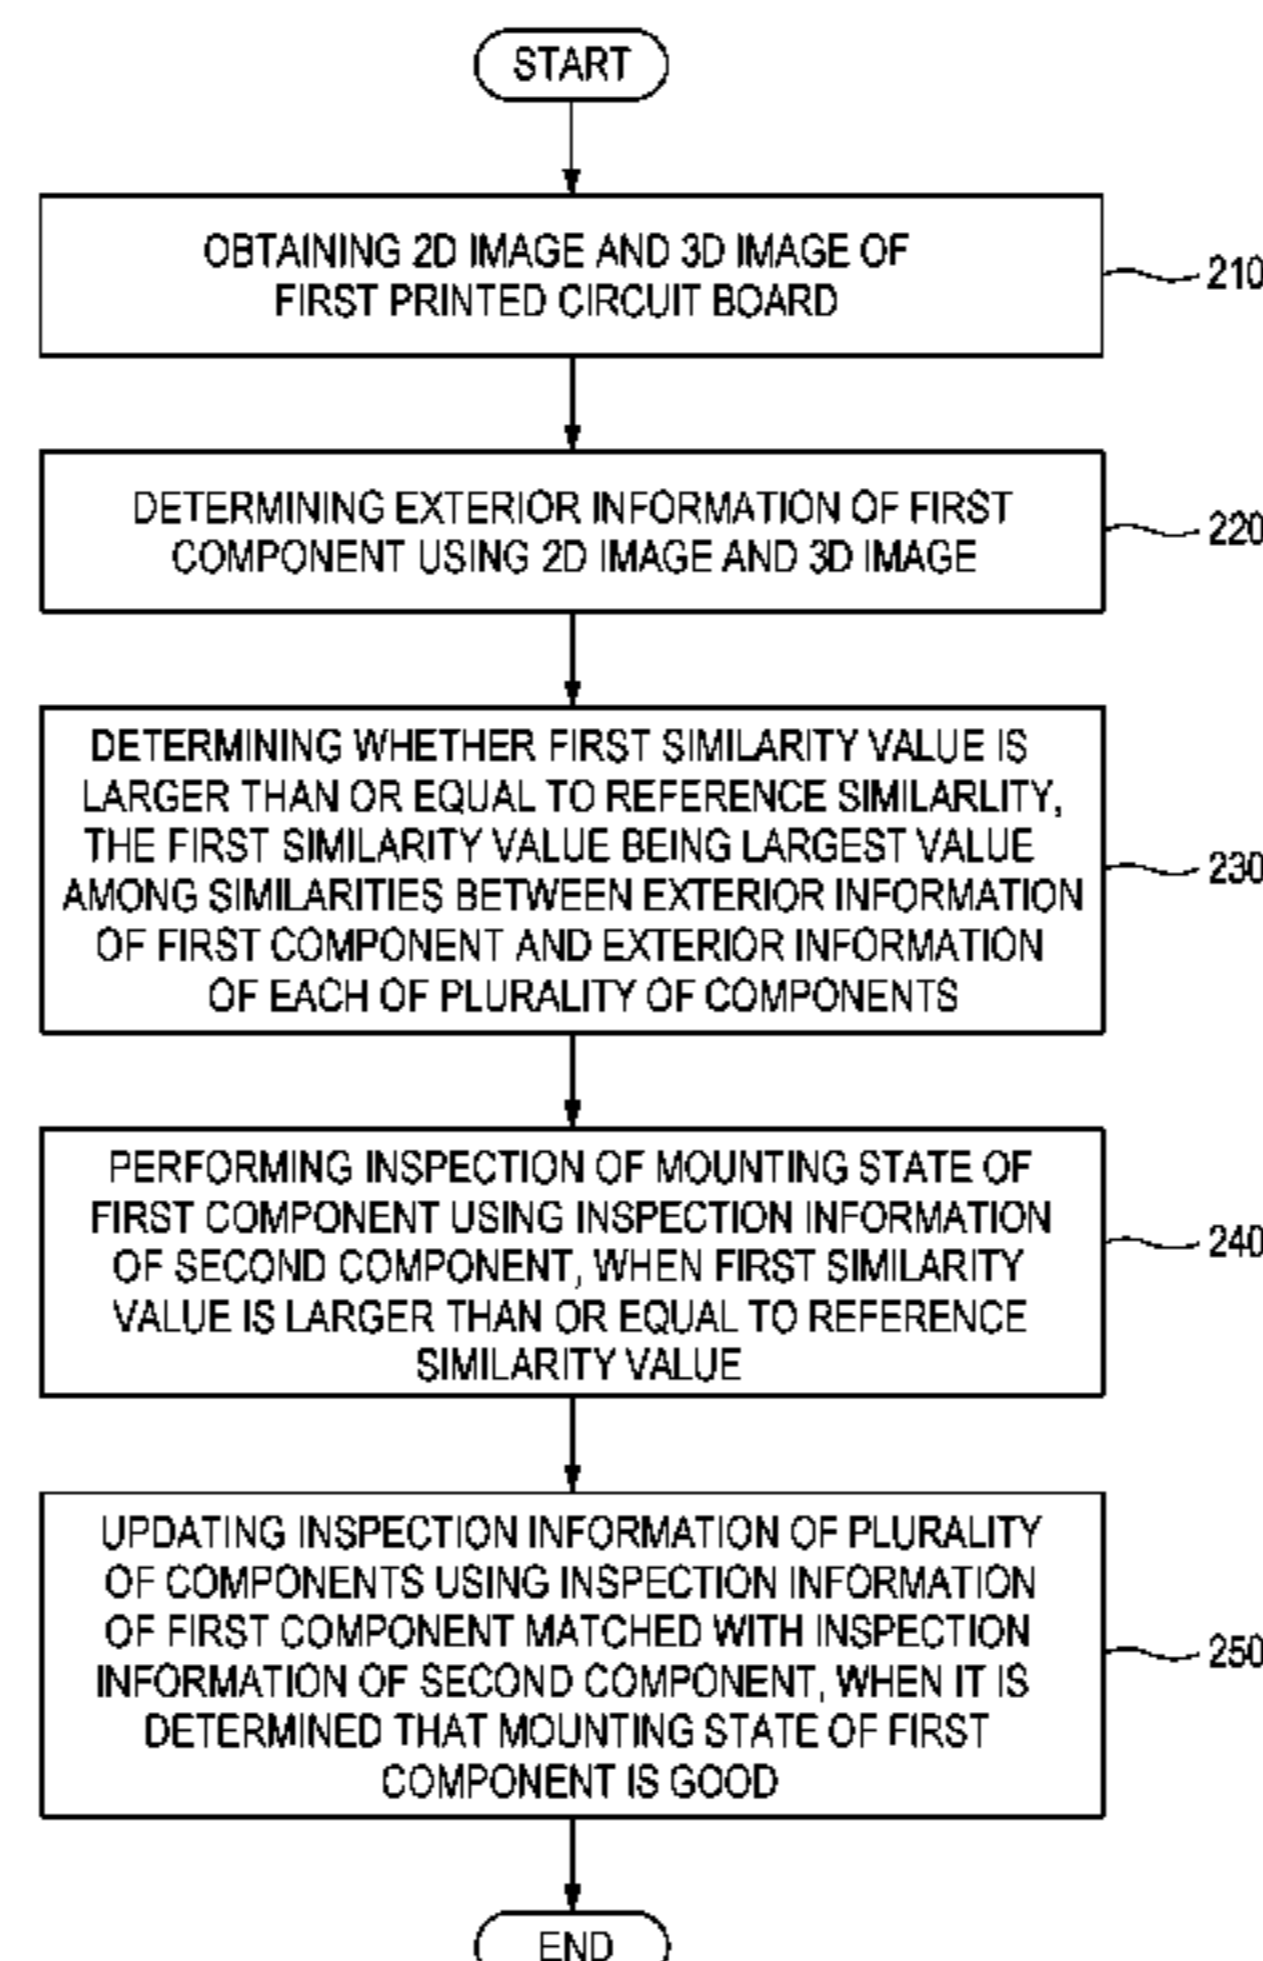 START
OBTAINING 2D IMAGE AND 3D IMAGE OF
FIRST PRINTED CIRCUIT BOARD
210
DETERMINING EXTERIOR INFORMATION OF FIRST
COMPONENT USING 2D IMAGE AND 3D IMAGE
220
DETERMINING WHETHER FIRST SIMILARITY VALUE IS
LARGER THAN OR EQUAL TO REFERENCE SIMILARLITY,
THE FIRST SIMILARITY VALUE BEING LARGEST VALUE
AMONG SIMILARITIES BETWEEN EXTERIOR INFORMATION
OF FIRST COMPONENT AND EXTERIOR INFORMATION
OF EACH OF PLURALITY OF COMPONENTS
230
PERFORMING INSPECTION OF MOUNTING STATE OF
FIRST COMPONENT USING INSPECTION INFORMATION
OF SECOND COMPONENT, WHEN FIRST SIMILARITY
VALUE IS LARGER THAN OR EQUAL TO REFERENCE
SIMILARITY VALUE
240
UPDATING INSPECTION INFORMATION OF PLURALITY
OF COMPONENTS USING INSPECTION INFORMATION
OF FIRST COMPONENT MATCHED WITH INSPECTION
INFORMATION OF SECOND COMPONENT, WHEN IT IS
DETERMINED THAT MOUNTING STATE OF FIRST
COMPONENT IS GOOD
250
END